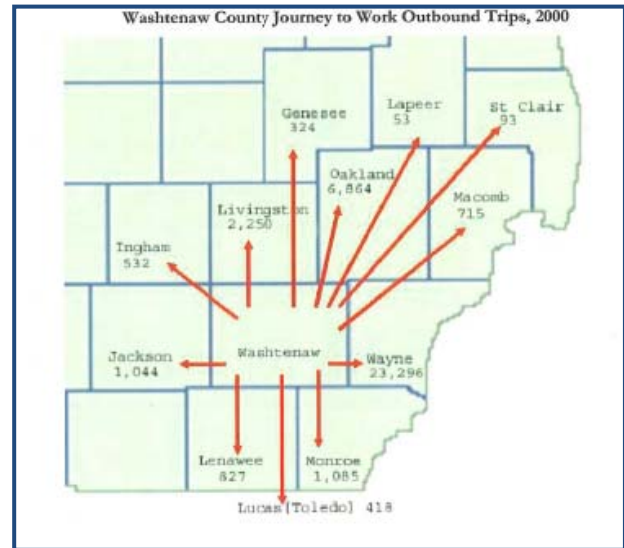 Washtenaw County Journey to Work Outbound Trips, 2000
Genesee
324
Lapeer
53
St Clair
93
Oakland
6,864
Macomb
715
Livingston
2,250
Ingham
532
Washtenaw
Jackson
1,044
Wayne
23,296
Lenawee
827
Monroe
1,085
Lucas[Toledo] 418